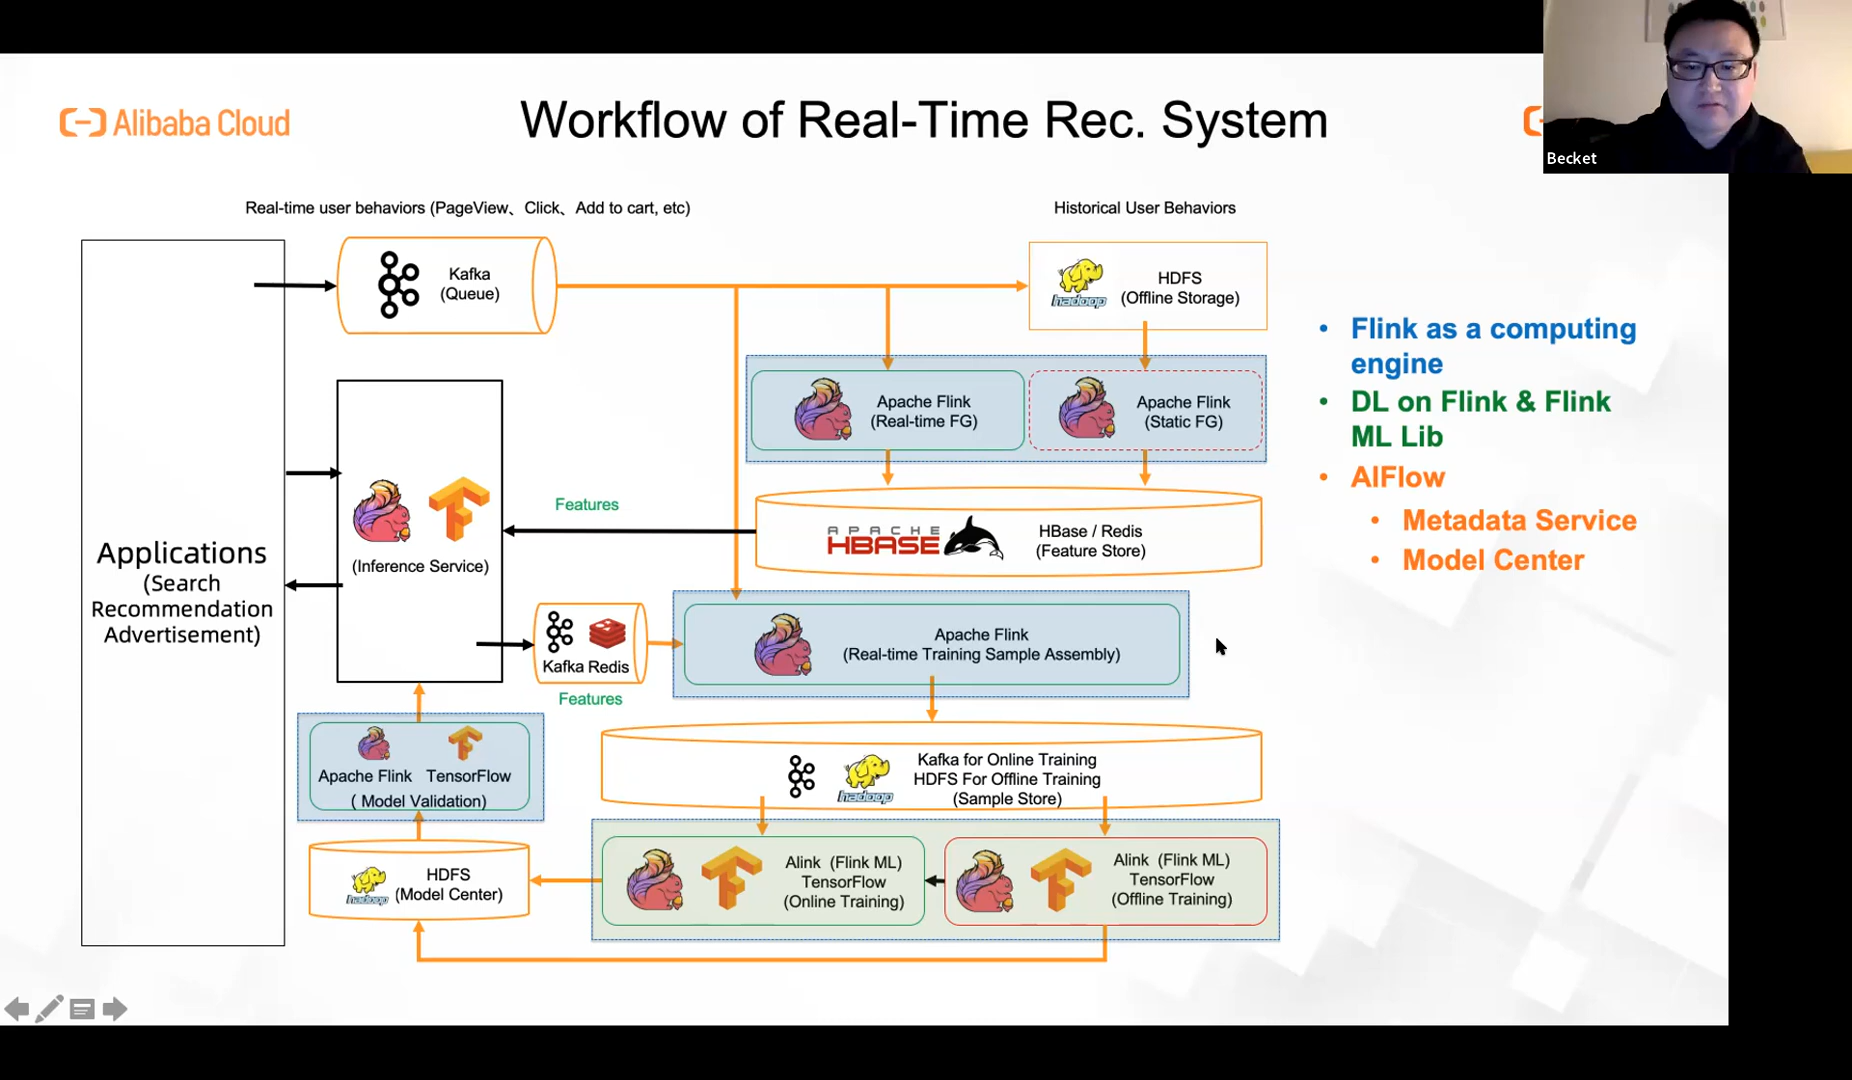 Alibaba Cloud
Workflow of Real-Time Rec. System
Becket
Real-time user behaviors (PageView、Click、Add to cart, etc)
Historical User Behaviors
Kafka
(Queue)
hadoop
HDFS
(Offline Storage)
Apache Flink
(Real-time FG)
Apache Flink
(Static FG)
Features
APACHE
HBASE
HBase / Redis
(Feature Store)
(Inference Service)
Applications
(Search
Recommendation
Advertisement)
Kafka Redis
Features
Apache Flink
(Real-time Training Sample Assembly)
Apache Flink TensorFlow
( Model Validation)
hadoop
Kafka for Online Training
HDFS For Offline Training
(Sample Store)
hadoop
HDFS
(Model Center)
Alink (Flink ML)
TensorFlow
(Online Training)
Alink (Flink ML)
TensorFlow
(Offline Training)
• Flink as a computing
engine
• DL on Flink & Flink
ML Lib
• AIFlow
• Metadata Service
• Model Center